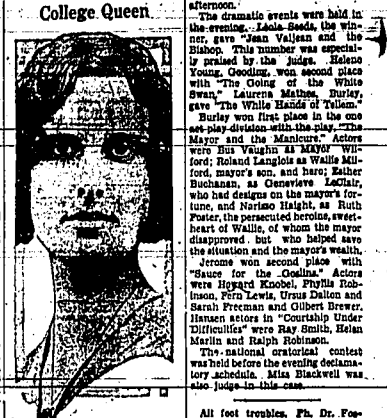 College Queen
afternoon.
The dramatic events were held in
the evening. Leola Seeds, the win-
ner, gave "Jean Valjean and the
Bishop. This number was especial-
ly praised by the judge. Helene
Young, Gooding, won second place
with "The Going of the White
Swan," Laurena Mathes, Burley,
gave "The White Hands of Tellem."
Burley won first place in the one
act play division with the play, "The
Mayor and the Manicure." Actors
were Bus Vaughn as Mayor Wil-
ford; Roland Langlois as Wallie Mil-
ford, mayor's son, and hero; Esther
Buchanan, as Genevieve LeClair,
who had designs on the mayor's for-
tune, and Narisso Haight, as Ruth
Foster, the persecuted heroine, sweet-
heart of Wallie, of whom the mayor
disapproved but who helped save
the situation and the mayor's wealth.
Jerome won second place with
"Sauce for the Goslins." Actors
were Howard Knobel, Phyllis Rob-
inson, Fern Lewis, Ursus Dalton and
Sarah Freeman and Gilbert Brewer.
Hansen actors in "Courtship Under
Difficulties" were Ray Smith, Helen
Marlin and Ralph Robinson.
The national oratorical contest
was held before the evening declama-
tory schedule. Miss Blackwell was
also judge in this case.
All foot troubles, Ph. Dr. Fos-